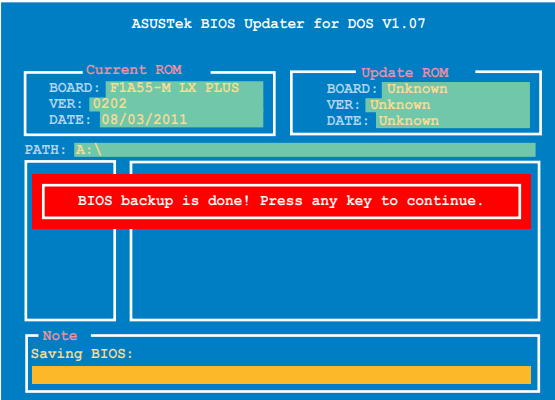 ASUSTek BIOS Updater for DOS V1.07
Current ROM
BOARD: F1A55-M LX PLUS
VER: 0202
DATE: 08/03/2011
Update ROM
BOARD: Unknown
VER: Unknown
DATE: Unknown
PATH: A:\
BIOS backup is done! Press any key to continue.
Note
Saving BIOS: